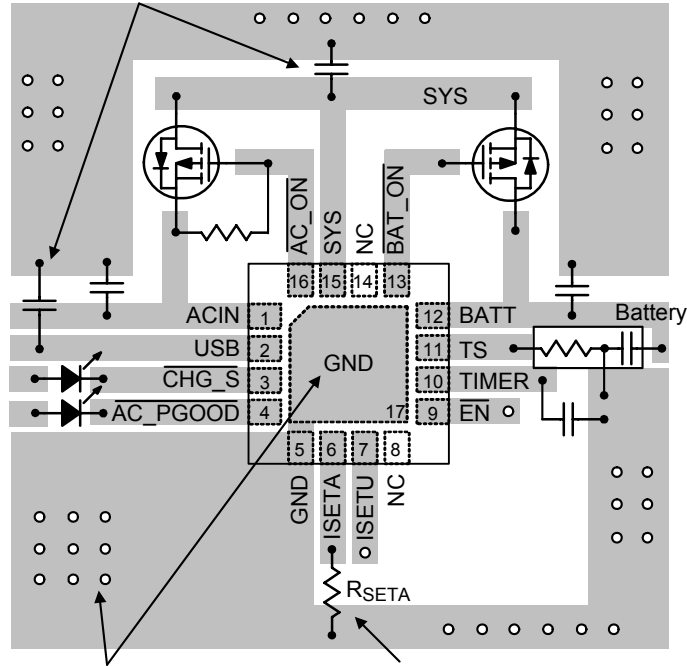 SYS
AC_ON
SYS
NC
BAT_ON
16 15 14 13
ACIN 1
12 BATT
Battery
USB 2
GND
11 TS
CHG_S 3
10 TIMER
AC_PGOOD 4
17
9 EN
5 6 7 8
GND
ISETA
ISETU
NC
RSETA